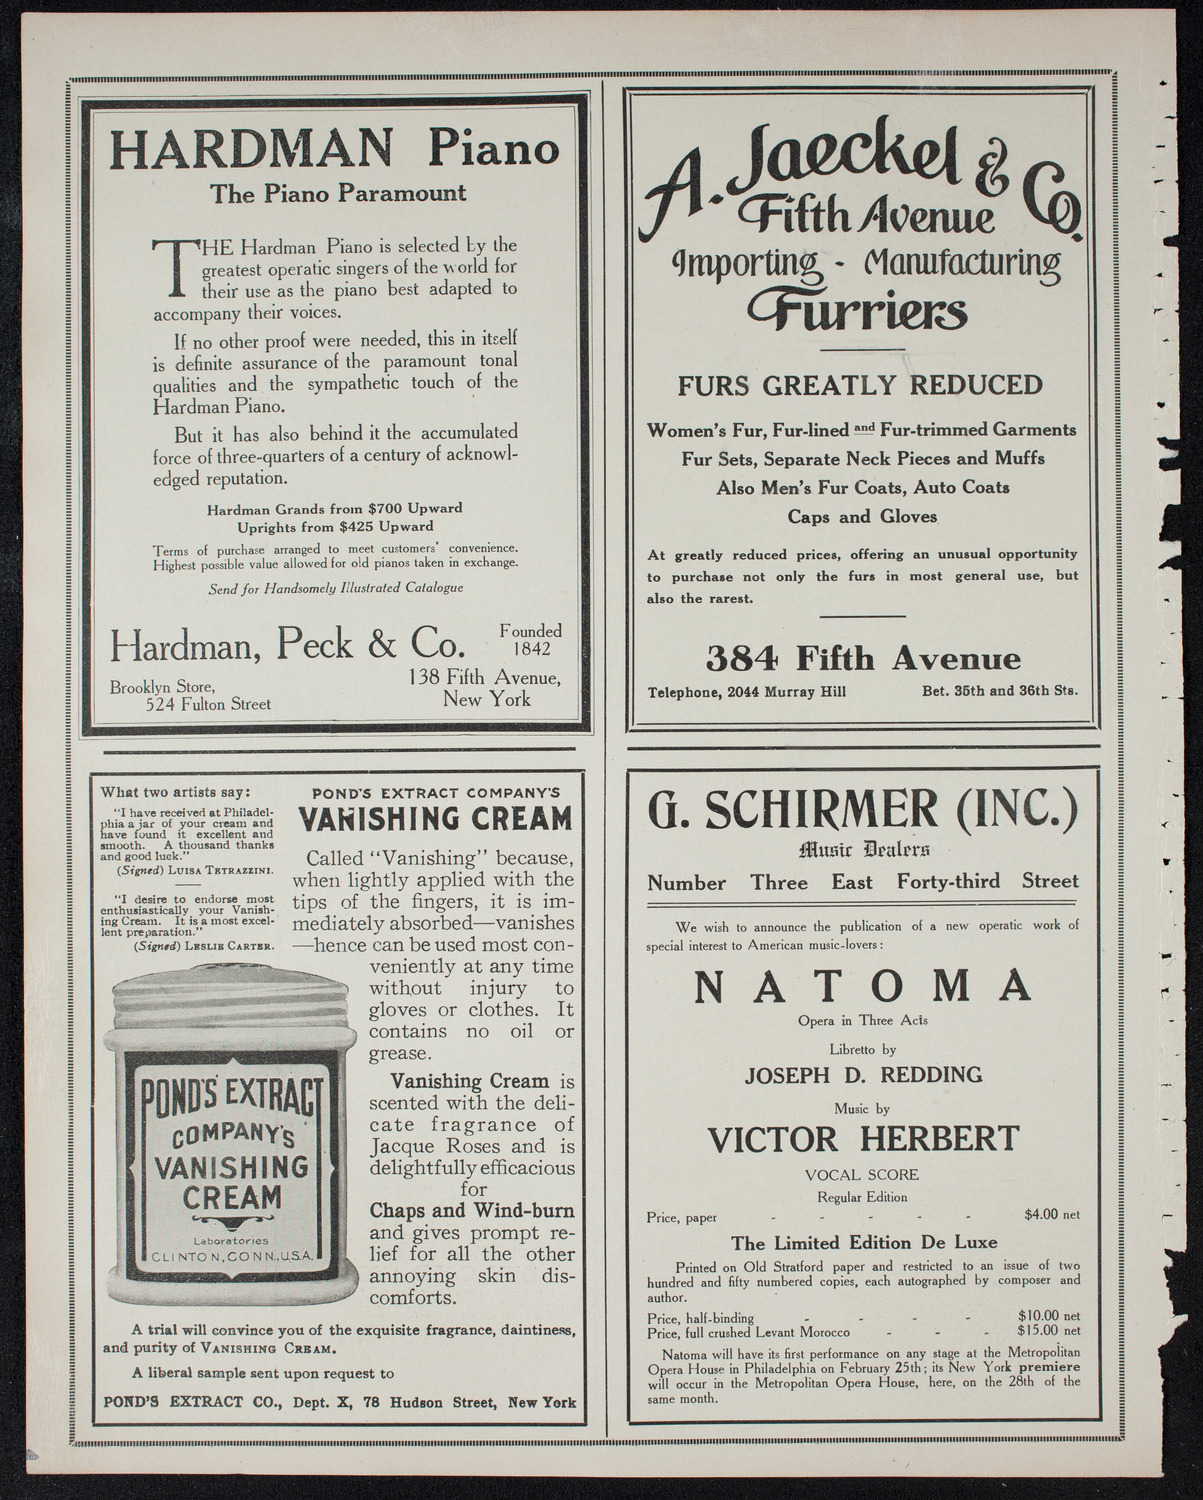 HARDMAN Piano
The Piano Paramount
THE Hardman Piano is selected by the
greatest operatic singers of the world for
their use as the piano best adapted to
accompany their voices.
If no other proof were needed, this in itself
is definite assurance of the paramount tonal
qualities and the sympathetic touch of the
Hardman Piano.
But it has also behind it the accumulated
force of three-quarters of a century of acknowl-
edged reputation.
Hardman Grands from $700 Upward
Uprights from $425 Upward
Terms of purchase arranged to meet customers' convenience.
Highest possible value allowed for old pianos taken in exchange.
Send for Handsomely Illustrated Catalogue
Hardman, Peck & Co. Founded
1842
138 Fifth Avenue,
New York
Brooklyn Store,
524 Fulton Street
A. Jaeckel & Co.
Fifth Avenue
Importing - Manufacturing
Furriers
FURS GREATLY REDUCED
Women's Fur, Fur-lined and Fur-trimmed Garments
Fur Sets, Separate Neck Pieces and Muffs
Also Men's Fur Coats, Auto Coats
Caps and Gloves
At greatly reduced prices, offering an unusual opportunity
to purchase not only the furs in most general use, but
also the rarest.
384 Fifth Avenue
Telephone, 2044 Murray Hill Bet. 35th and 36th Sts.
What two artists say:
"I have received at Philadel-
phia a jar of your cream and
have found it excellent and
smooth. A thousand thanks
and good luck."
(Signed) LUISA TETRAZZINI.
"I desire to endorse most
enthusiastically your Vanish-
ing Cream. It is a most excel-
lent preparation."
(Signed) LESLIE CARTER.
POND'S EXTRACT COMPANY'S
VANISHING CREAM
Called "Vanishing" because,
when lightly applied with the
tips of the fingers, it is im-
mediately absorbed—vanishes
—hence can be used most con-
veniently at any time
without injury to
gloves or clothes. It
contains no oil or
grease.
Vanishing Cream is
scented with the deli-
cate fragrance of
Jacque Roses and is
delightfully efficacious
for
Chaps and Wind-burn
and gives prompt re-
lief for all the other
annoying skin dis-
comforts.
POND'S EXTRACT
COMPANY'S
VANISHING
CREAM
Laboratories
CLINTON, CONN., U.S.A.
A trial will convince you of the exquisite fragrance, daintiness,
and purity of VANISHING CREAM.
A liberal sample sent upon request to
POND'S EXTRACT CO., Dept. X, 78 Hudson Street, New York
G. SCHIRMER (INC.)
Music Dealers
Number Three East Forty-third Street
We wish to announce the publication of a new operatic work of
special interest to American music-lovers:
NATOMA
Opera in Three Acts
Libretto by
JOSEPH D. REDDING
Music by
VICTOR HERBERT
VOCAL SCORE
Regular Edition
Price, paper - - - - - $4.00 net
The Limited Edition De Luxe
Printed on Old Stratford paper and restricted to an issue of two
hundred and fifty numbered copies, each autographed by composer and
author.
Price, half-binding - - - - $10.00 net
Price, full crushed Levant Morocco - - - $15.00 net
Natoma will have its first performance on any stage at the Metropolitan
Opera House in Philadelphia on February 25th; its New York premiere
will occur in the Metropolitan Opera House, here, on the 28th of the
same month.